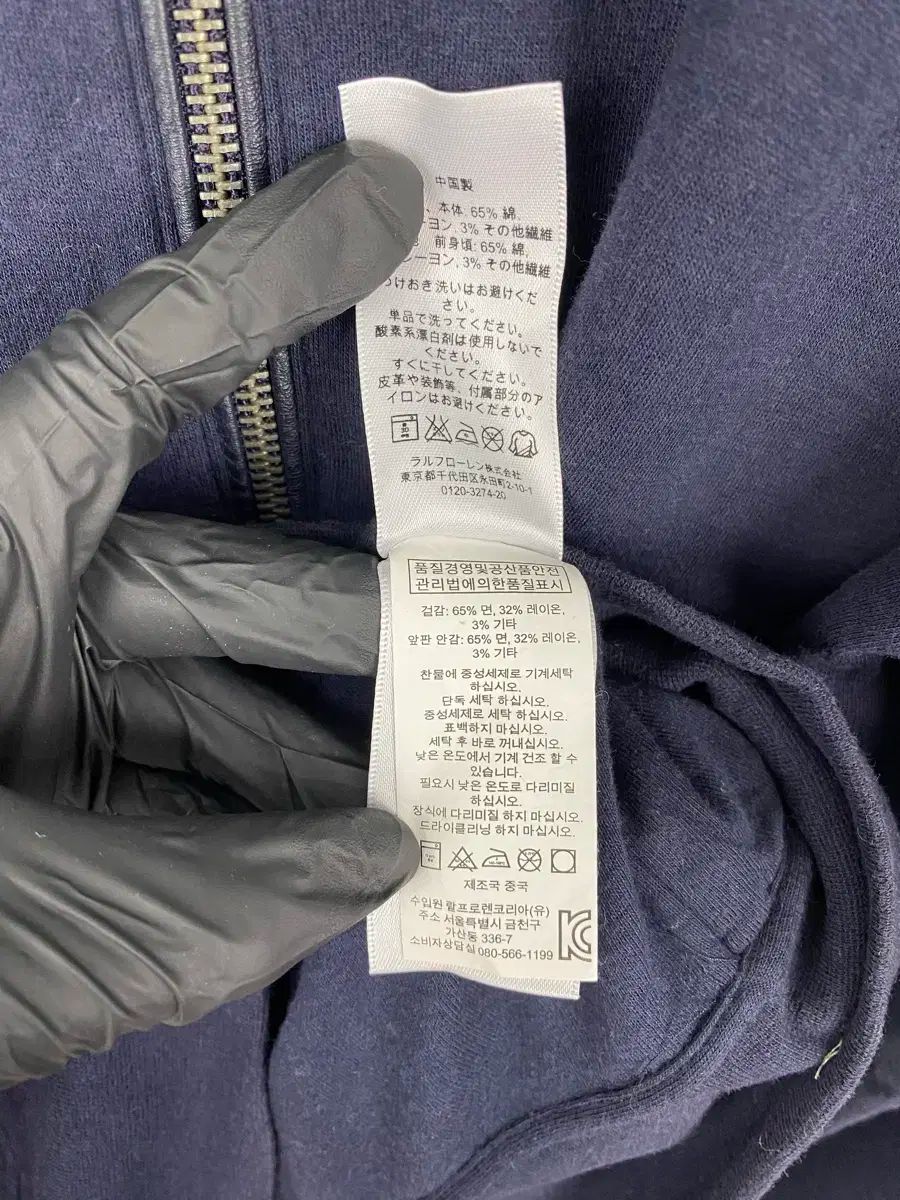 中国製
、本体: 65% 綿,
ーヨン, 3% その他繊維
前身頃: 65% 綿,
レーヨン, 3% その他繊維
つけおき洗いはお避けくだ
さい。
単品で洗ってください。
酸素系漂白剤は使用しないで
ください。
すぐに干してください。
皮革や装飾等、付属部分のア
イロンはお避けください。
ラルフローレン株式会社
東京都千代田区永田町2-10-1
0120-3274-20
품질경영및공산품안전
관리법에의한품질표시
겉감: 65% 면, 32% 레이온,
3% 기타
앞판 안감: 65% 면, 32% 레이온,
3% 기타
찬물에 중성세제로 기계세탁
하십시오.
단독 세탁 하십시오.
중성세제로 세탁 하십시오.
표백하지 마십시오.
세탁 후 바로 꺼내십시오.
낮은 온도에서 기계 건조 할 수
있습니다.
필요시 낮은 온도로 다리미질
하십시오.
장식에 다리미질 하지 마십시오.
드라이클리닝 하지 마십시오.
제조국 중국
수입원 랄프로렌코리아(유)
주소 서울특별시 금천구
가산동 336-7
소비자상담실 080-566-1199